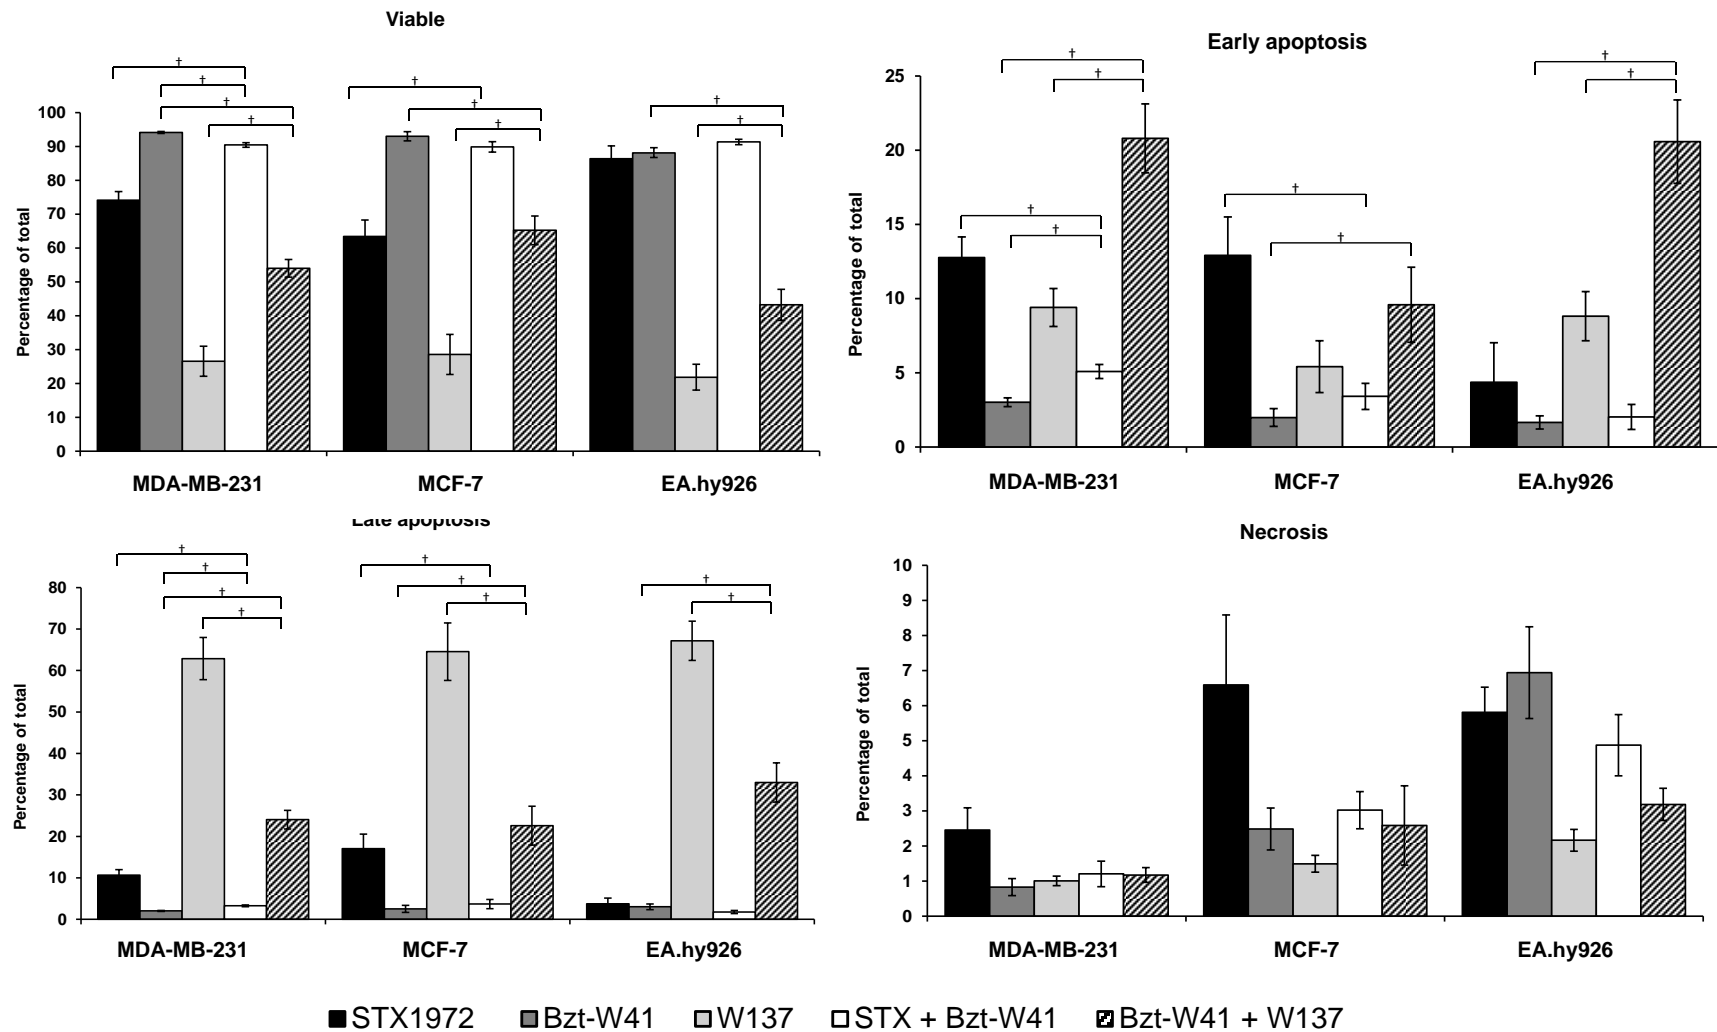 Viable
† † † † † † † † †
Percentage of total
100
90
80
70
60
50
40
30
20
10
0
MDA-MB-231 MCF-7 EA.hy926
Early apoptosis
† † † † † † † †
Percentage of total
25
20
15
10
5
0
MDA-MB-231 MCF-7 EA.hy926
Late apoptosis
† † † † † † † † †
Percentage of total
80
70
60
50
40
30
20
10
0
MDA-MB-231 MCF-7 EA.hy926
Necrosis
Percentage of total
10
9
8
7
6
5
4
3
2
1
0
MDA-MB-231 MCF-7 EA.hy926
STX1972 Bzt-W41 W137 STX + Bzt-W41 Bzt-W41 + W137